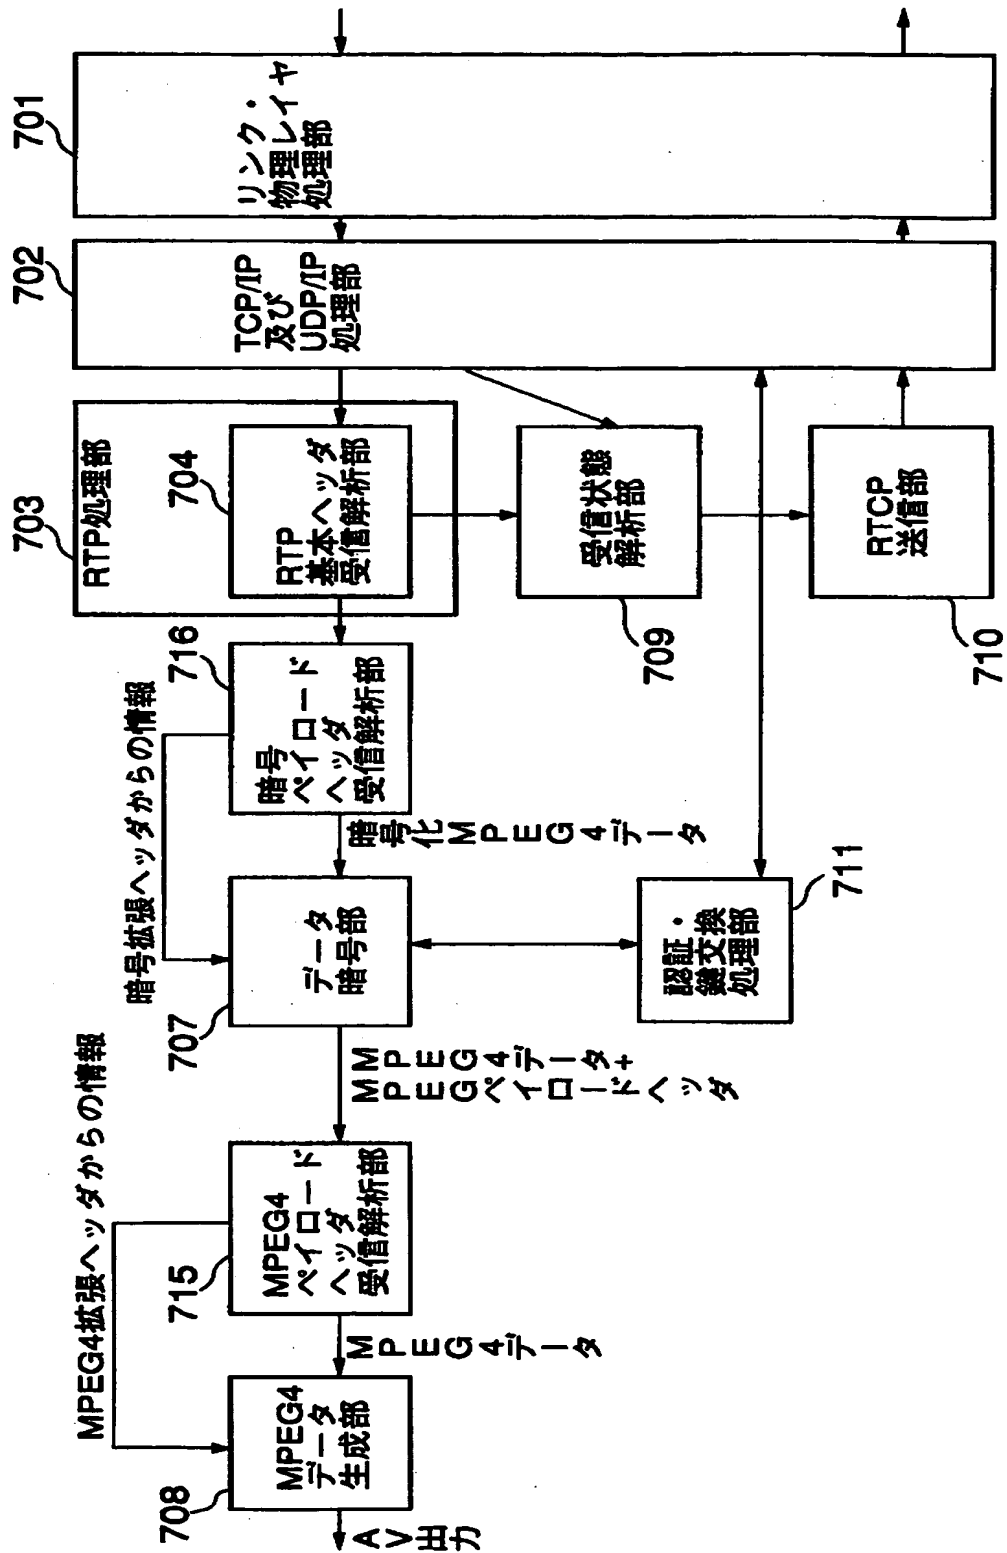 MPEG4拡張ヘッダからの情報
暗号拡張ヘッダからの情報
708
MPEG4
データ
生成部
AV出力
MPEG4データ
715
MPEG4
ペイロード
ヘッダ
受信解析部
MMPEG4データ+
PEGペイロードヘッダ
707
データ
暗号部
暗号化MPEG4データ
716
暗号
ペイロード
ヘッダ
受信解析部
703
RTP処理部
704
RTP
基本ヘッダ
受信解析部
702
TCP/IP
及び
UDP/IP
処理部
701
リンク・
物理レイヤ
処理部
711
認証・
鍵交換
処理部
709
受信状態
解析部
710
RTCP
送信部